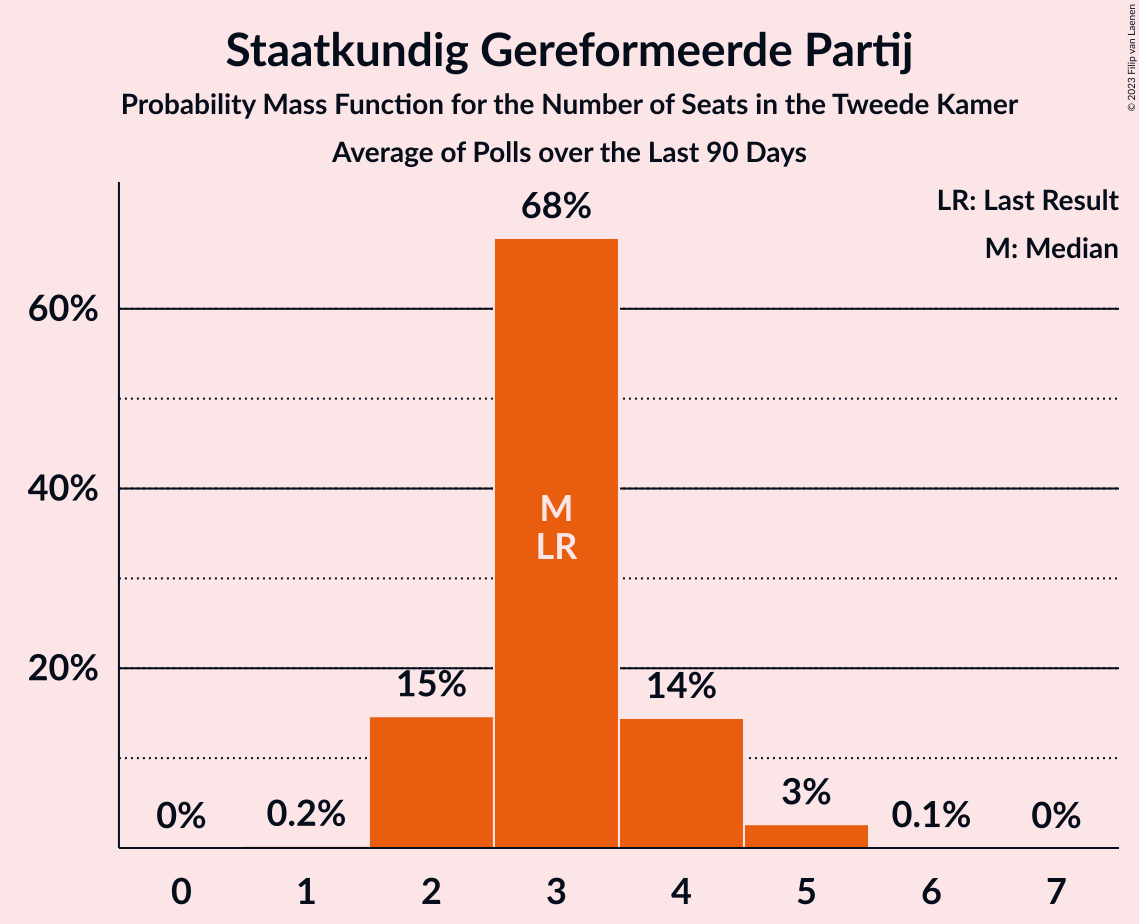 Staatkundig Gereformeerde Partij
Probability Mass Function for the Number of Seats in the Tweede Kamer
Average of Polls over the Last 90 Days
© 2023 Filip van Laenen
LR: Last Result
M: Median
68%
60%
40%
20%
M
LR
15%
14%
0%
0.2%
3%
0.1%
0%
0 1 2 3 4 5 6 7